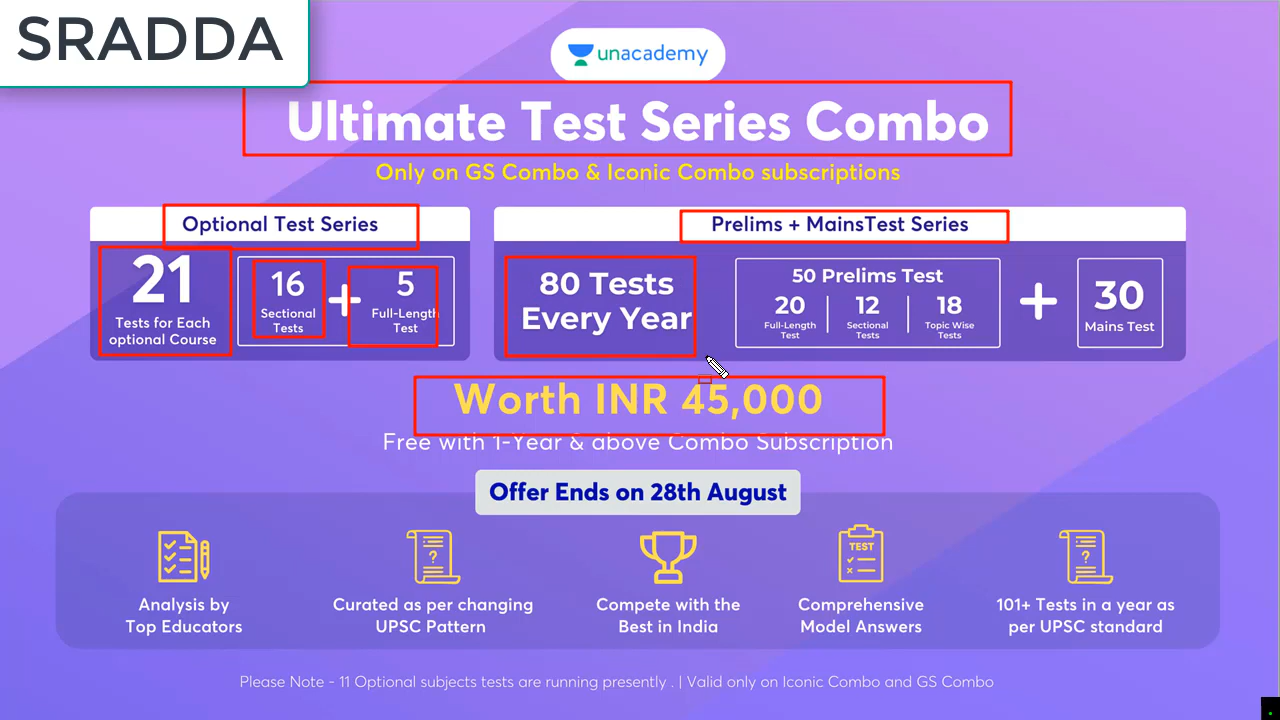 SRADDA
unacademy
Ultimate Test Series Combo
Only on GS Combo & Iconic Combo subscriptions
Optional Test Series
21
Tests for Each
optional Course
16
Sectional
Tests
+
5
Full-Length
Test
Prelims + MainsTest Series
80 Tests
Every Year
50 Prelims Test
20
Full-Length
Test
12
Sectional
Tests
18
Topic Wise
Tests
+
30
Mains Test
Worth INR 45,000
Free with 1-Year & above Combo Subscription
Offer Ends on 28th August
Analysis by
Top Educators
?
Curated as per changing
UPSC Pattern
Compete with the
Best in India
TEST
Comprehensive
Model Answers
?
101+ Tests in a year as
per UPSC standard
Please Note - 11 Optional subjects tests are running presently . | Valid only on Iconic Combo and GS Combo